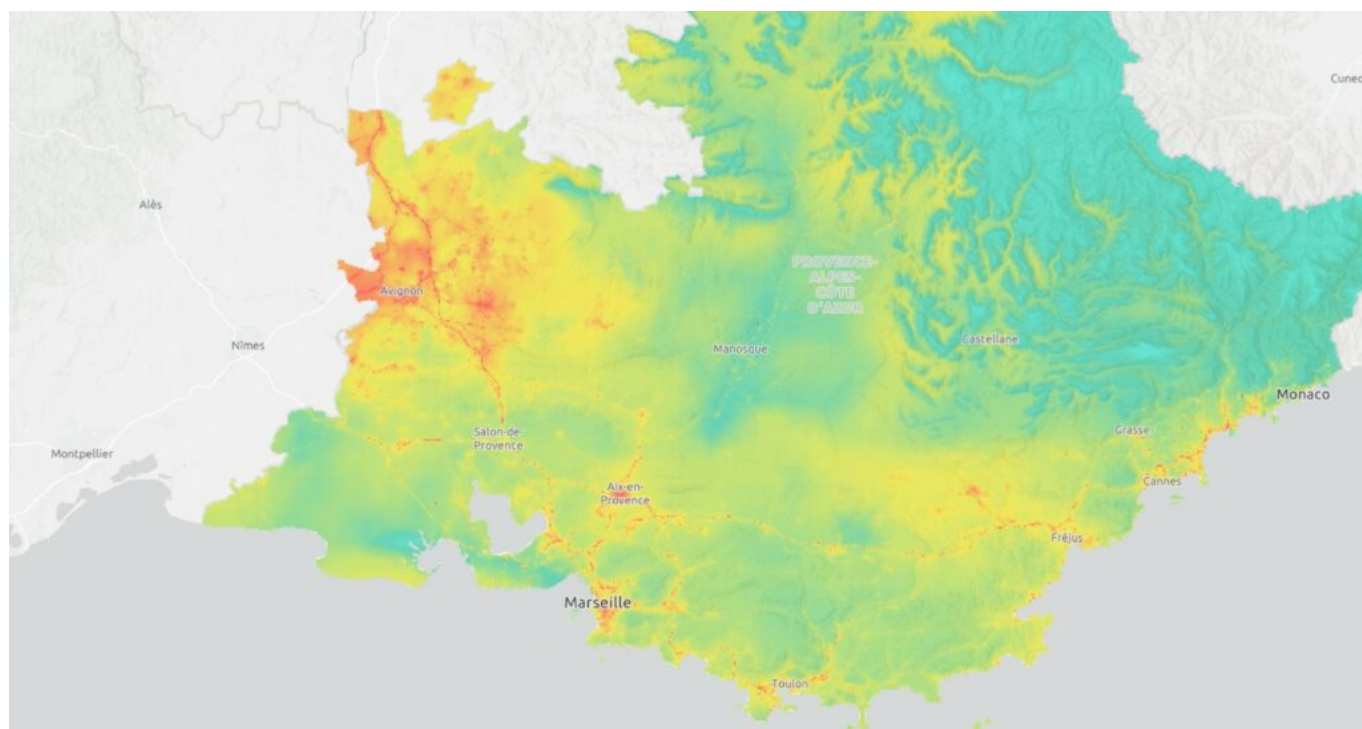 Cuneo
Alès
PROVENCE-
ALPES-
CÔTE
D'AZUR
Avignon
Nîmes
Manosque
Castellane
Monaco
Salon-de-
Provence
Grasse
Montpellier
Cannes
Aix-en-
Provence
Fréjus
Marseille
Toulon